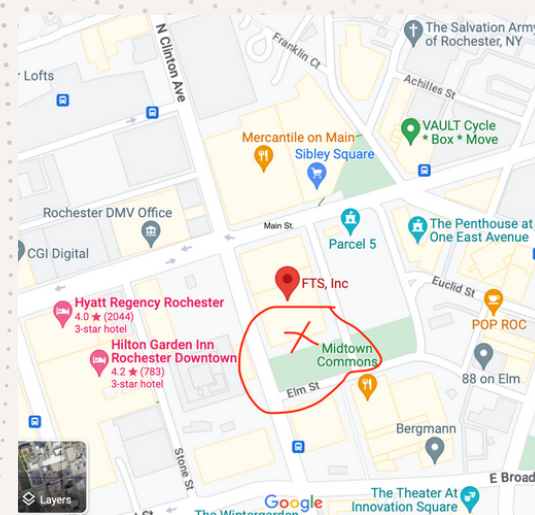 N Clinton Ave
Franklin Ct
The Salvation Army
of Rochester, NY
Lofts
Achilles St
VAULT Cycle
* Box * Move
Mercantile on Main
Sibley Square
Rochester DMV Office
Main St.
Parcel 5
The Penthouse at
One East Avenue
CGI Digital
FTS, Inc
Euclid St
Hyatt Regency Rochester
4.0 ★ (2044)
3-star hotel
POP ROC
Hilton Garden Inn
Rochester Downtown
4.2 ★ (783)
3-star hotel
Midtown
Commons
88 on Elm
Elm St
X
Bergmann
Stone St
E Broad
Layers
Google
The Theater At
Innovation Square
The Wintergarden